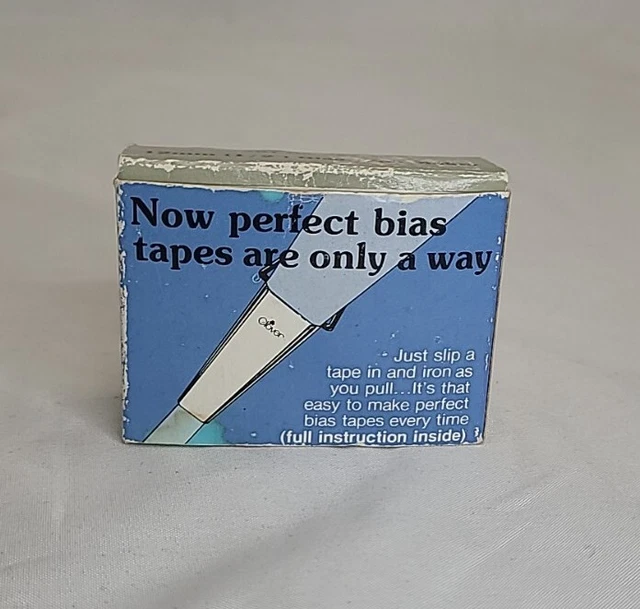 Now perfect bias
tapes are only a way
Clover
Just slip a
tape in and iron as
you pull...It's that
easy to make perfect
bias tapes every time
(full instruction inside)